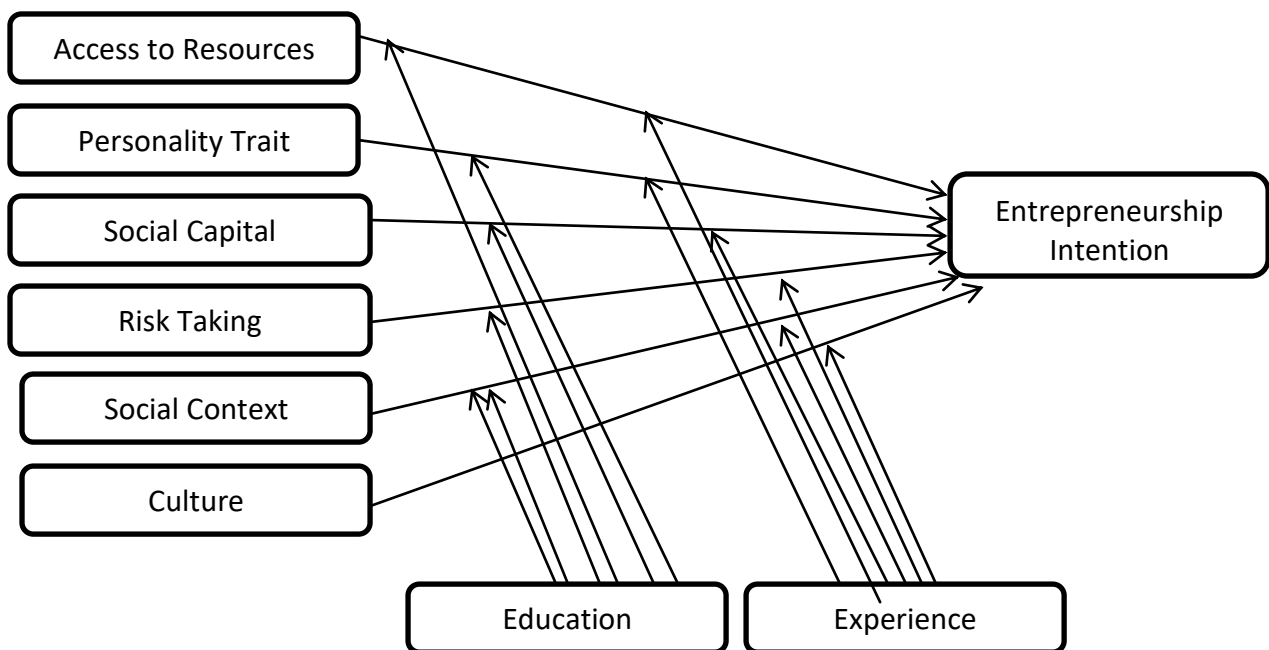 Access to Resources
Personality Trait
Social Capital
Risk Taking
Social Context
Culture
Entrepreneurship
Intention
Education
Experience